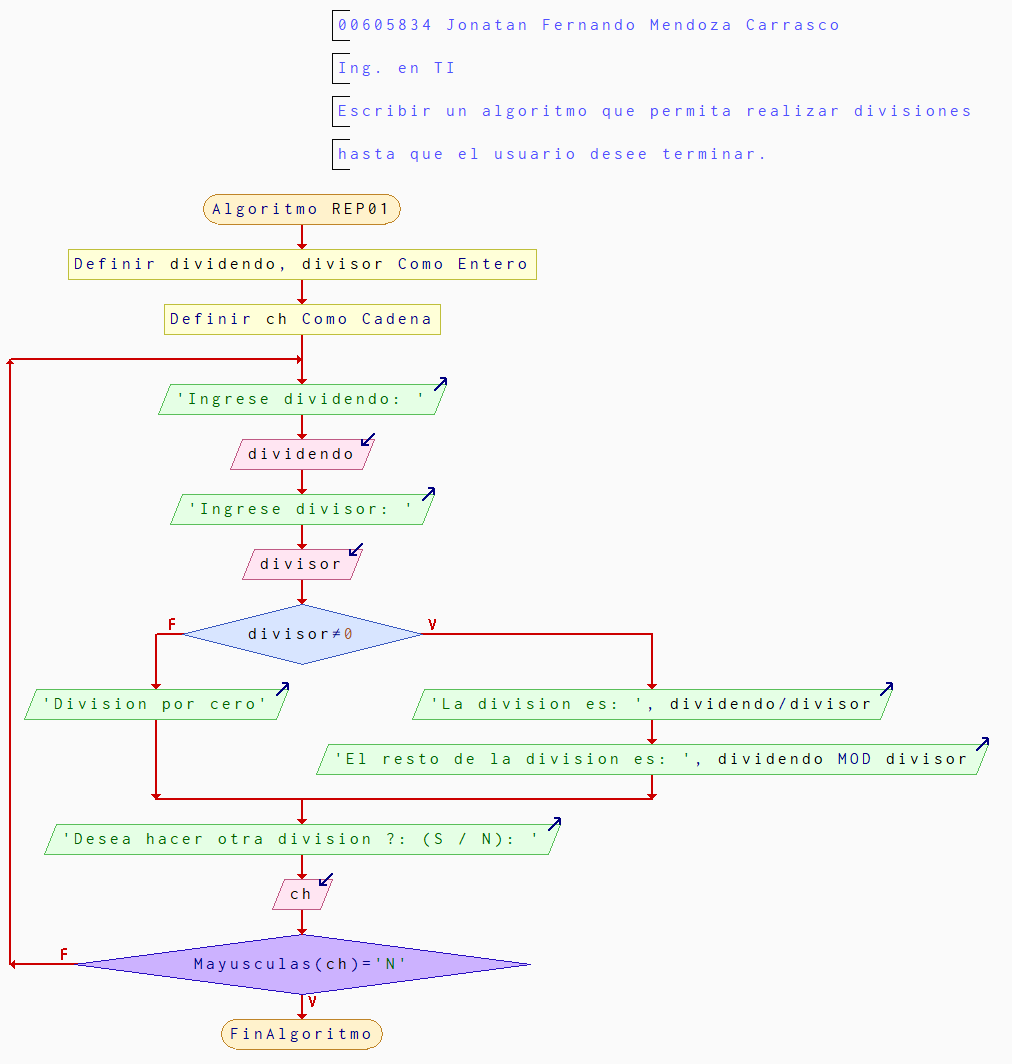 00605834 Jonatan Fernando Mendoza Carrasco
Ing. en TI
Escribir un algoritmo que permita realizar divisiones
hasta que el usuario desee terminar.
Algoritmo REP01
Definir dividendo, divisor Como Entero
Definir ch Como Cadena
'Ingrese dividendo: '
dividendo
'Ingrese divisor: '
divisor
F
divisor≠0
V
'Division por cero'
'La division es: ', dividendo/divisor
'El resto de la division es: ', dividendo MOD divisor
'Desea hacer otra division ?: (S / N): '
ch
F
Mayusculas(ch)='N'
V
FinAlgoritmo